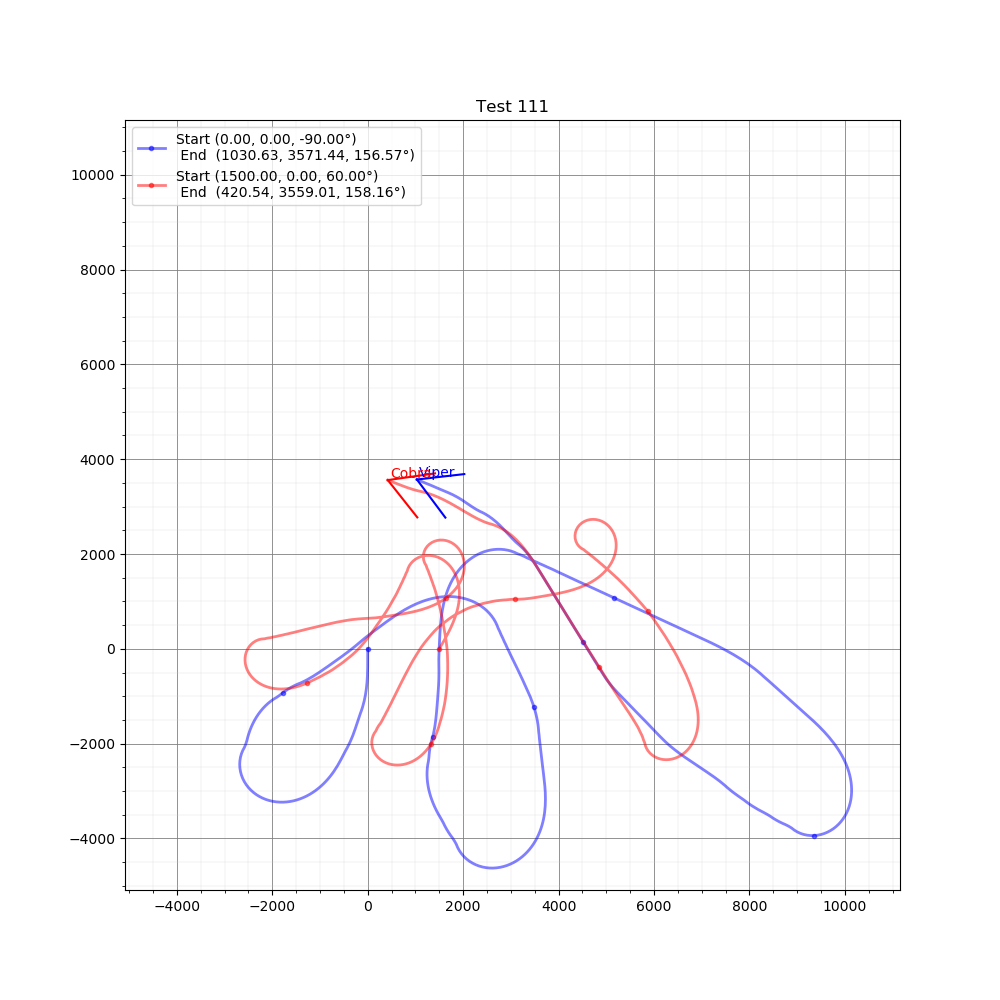 Test 111
Start (0.00, 0.00, -90.00°)
End (1030.63, 3571.44, 156.57°)
Start (1500.00, 0.00, 60.00°)
End (420.54, 3559.01, 158.16°)
10000
8000
6000
4000
Cobra Viper
2000
0
−2000
−4000
−4000 −2000 0 2000 4000 6000 8000 10000